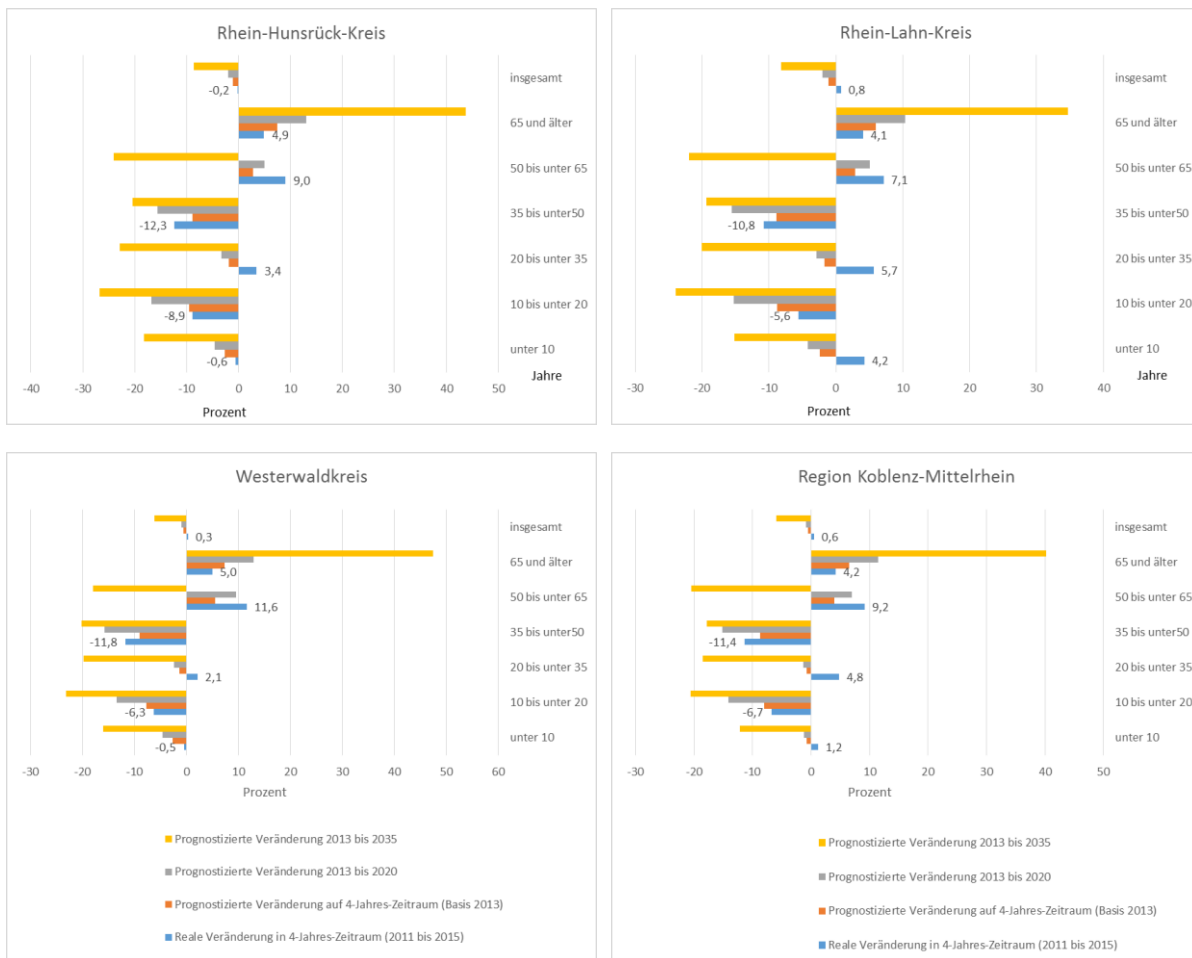 Rhein-Hunsrück-Kreis
insgesamt
-0,2
65 und älter
4,9
50 bis unter 65
9,0
35 bis unter50
-12,3
20 bis unter 35
3,4
10 bis unter 20
-8,9
unter 10
-0,6
Jahre
-40 -30 -20 -10 0 10 20 30 40 50
Prozent
Rhein-Lahn-Kreis
insgesamt
0,8
65 und älter
4,1
50 bis unter 65
7,1
35 bis unter50
-10,8
20 bis unter 35
5,7
10 bis unter 20
-5,6
unter 10
4,2
Jahre
-30 -20 -10 0 10 20 30 40
Prozent
Westerwaldkreis
insgesamt
0,3
65 und älter
5,0
50 bis unter 65
11,6
35 bis unter50
-11,8
20 bis unter 35
2,1
10 bis unter 20
-6,3
unter 10
-0,5
-30 -20 -10 0 10 20 30 40 50 60
Prozent
Prognostizierte Veränderung 2013 bis 2035
Prognostizierte Veränderung 2013 bis 2020
Prognostizierte Veränderung auf 4-Jahres-Zeitraum (Basis 2013)
Reale Veränderung in 4-Jahres-Zeitraum (2011 bis 2015)
Region Koblenz-Mittelrhein
insgesamt
0,6
65 und älter
4,2
50 bis unter 65
9,2
35 bis unter50
-11,4
20 bis unter 35
4,8
10 bis unter 20
-6,7
unter 10
1,2
-30 -20 -10 0 10 20 30 40 50
Prozent
Prognostizierte Veränderung 2013 bis 2035
Prognostizierte Veränderung 2013 bis 2020
Prognostizierte Veränderung auf 4-Jahres-Zeitraum (Basis 2013)
Reale Veränderung in 4-Jahres-Zeitraum (2011 bis 2015)